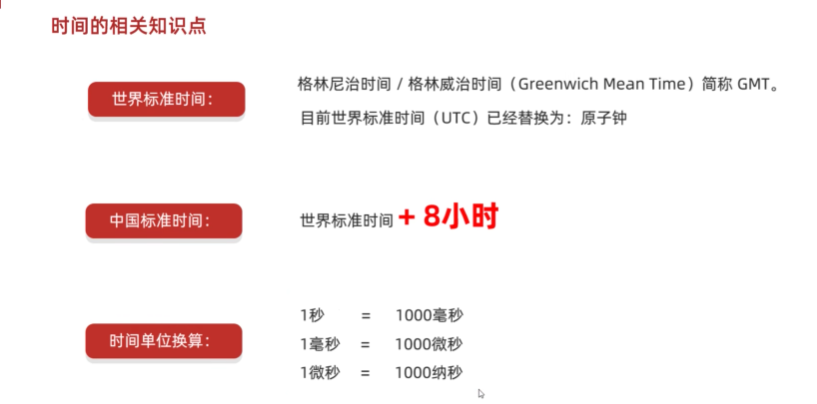 时间的相关知识点
世界标准时间：
格林尼治时间 / 格林威治时间（Greenwich Mean Time）简称 GMT。
目前世界标准时间（UTC）已经替换为：原子钟
中国标准时间：
世界标准时间 + 8小时
时间单位换算：
1秒 = 1000毫秒
1毫秒 = 1000微秒
1微秒 = 1000纳秒